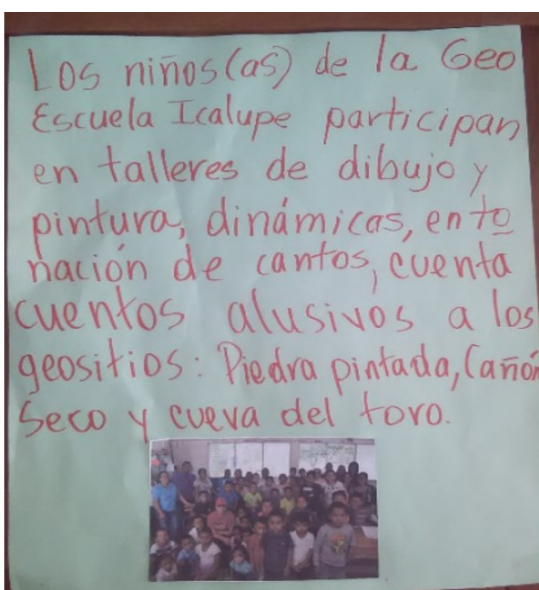 Los niños(as) de la Geo
Escuela Icalupe participan
en talleres de dibujo y
pintura, dinámicas, ento
nación de cantos, cuenta
cuentos alusivos a los
geositios: Piedra pintada, Cañón
Seco y cueva del toro.